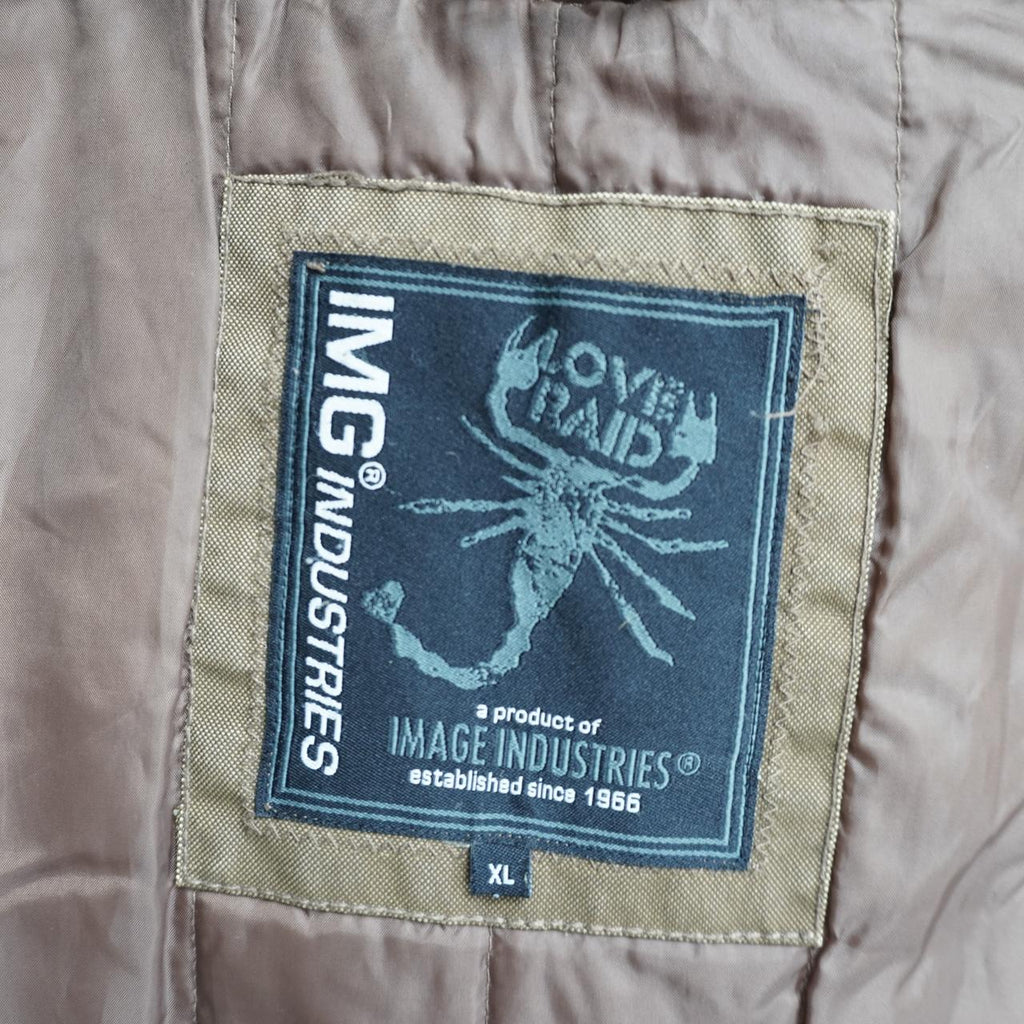 IMG® INDUSTRIES
LOVE
RAID
a product of
IMAGE INDUSTRIES®
established since 1966
XL